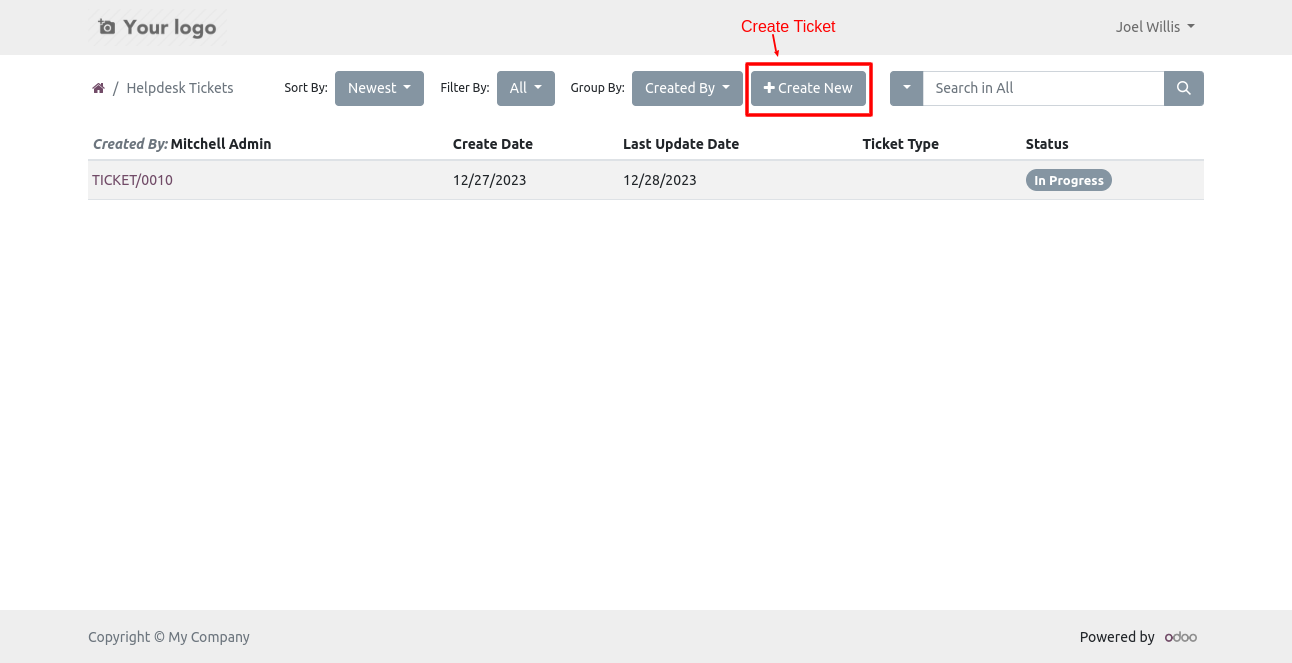 Your logo
Create Ticket
Joel Willis
/ Helpdesk Tickets Sort By: Newest Filter By: All Group By: Created By + Create New Search in All
Created By: Mitchell Admin Create Date Last Update Date Ticket Type Status
TICKET/0010 12/27/2023 12/28/2023 In Progress
Copyright © My Company Powered by odoo